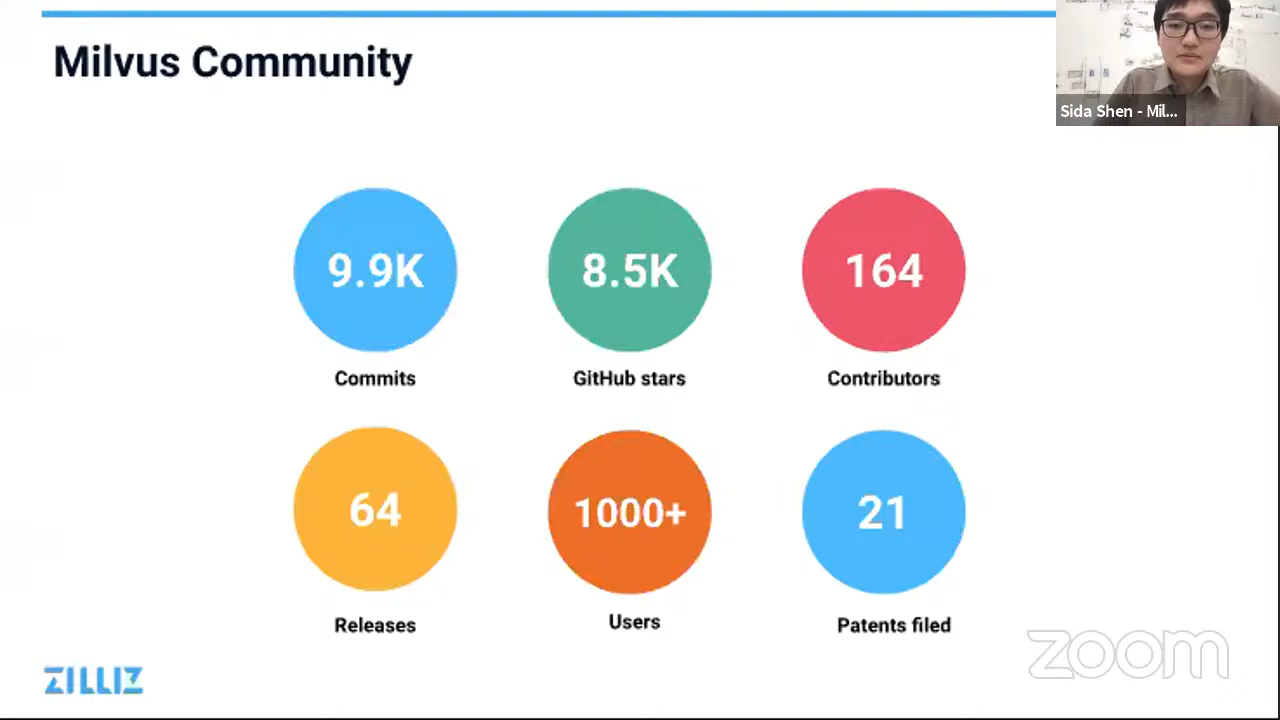 Milvus Community
Sida Shen - Mil...
9.9K
8.5K
164
Commits
GitHub stars
Contributors
64
1000+
21
Releases
Users
Patents filed
ZILLIZ
zoom